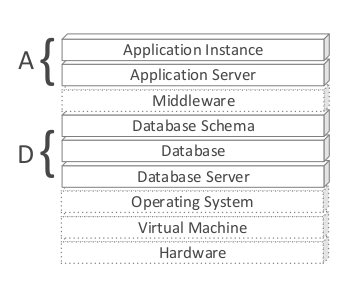 A
Application Instance
Application Server
Middleware
D
Database Schema
Database
Database Server
Operating System
Virtual Machine
Hardware